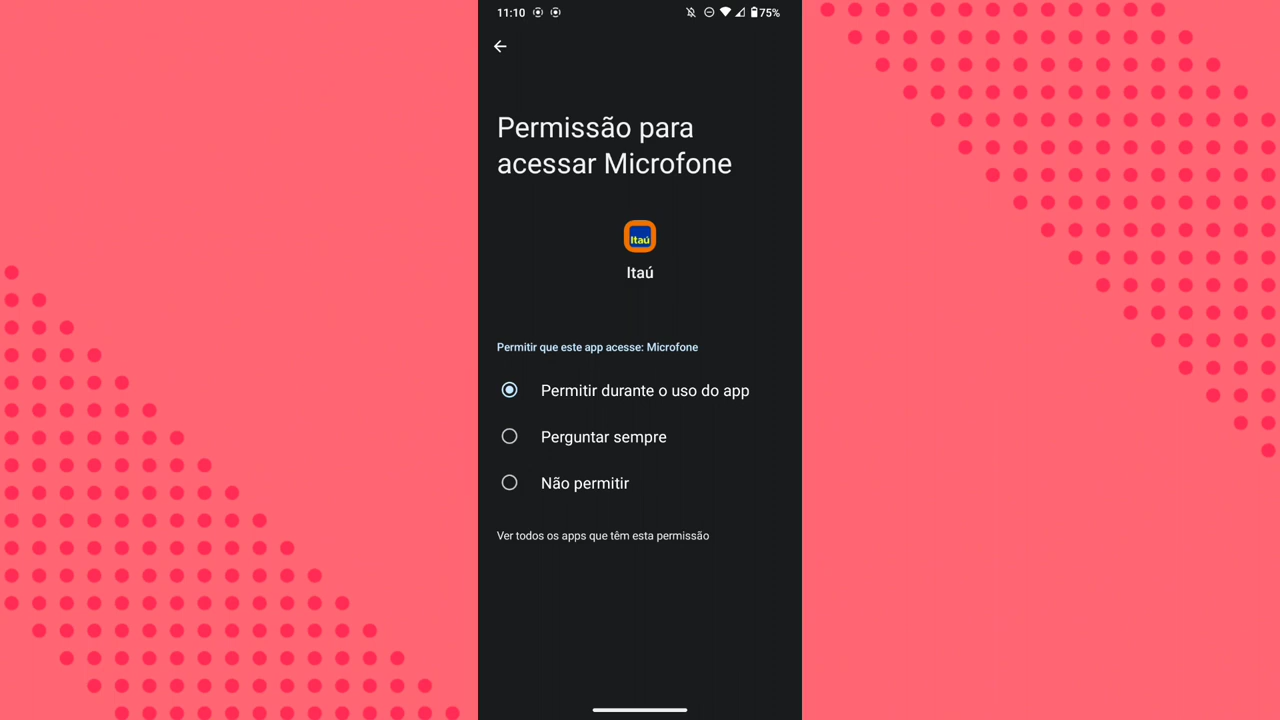 11:10
75%
Permissão para
acessar Microfone
Itaú
Itaú
Permitir que este app acesse: Microfone
Permitir durante o uso do app
Perguntar sempre
Não permitir
Ver todos os apps que têm esta permissão